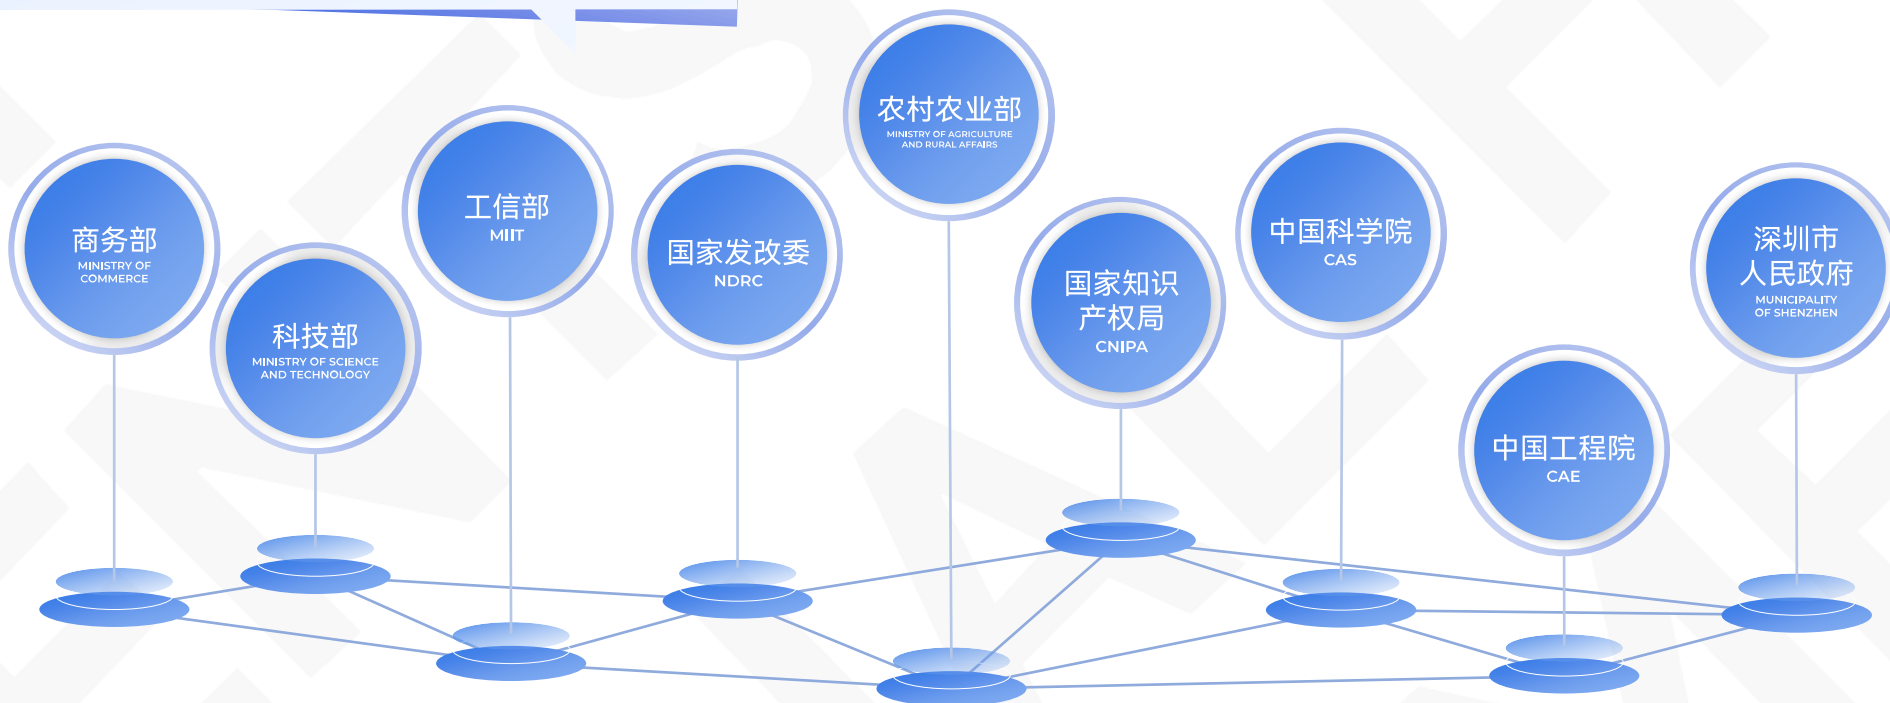 商务部
MINISTRY OF
COMMERCE
科技部
MINISTRY OF SCIENCE
AND TECHNOLOGY
工信部
MIIT
国家发改委
NDRC
农村农业部
MINISTRY OF AGRICULTURE
AND RURAL AFFAIRS
国家知识
产权局
CNIPA
中国科学院
CAS
中国工程院
CAE
深圳市
人民政府
MUNICIPALITY
OF SHENZHEN